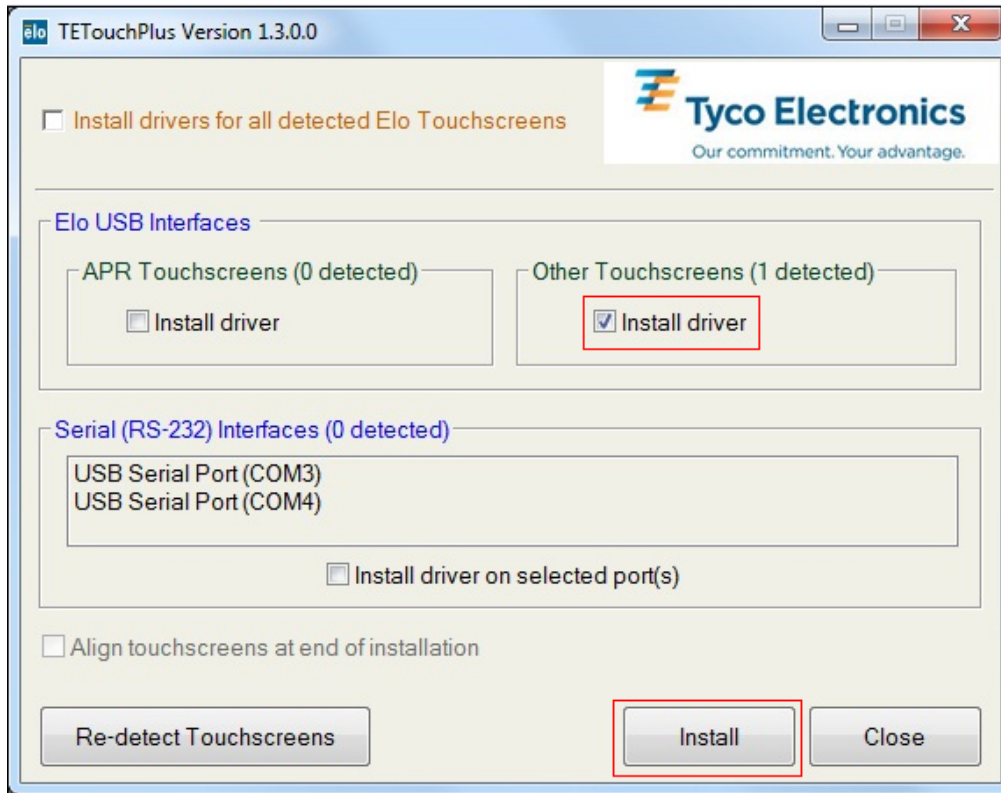 elo TETouchPlus Version 1.3.0.0
Install drivers for all detected Elo Touchscreens
Tyco Electronics
Our commitment. Your advantage.
Elo USB Interfaces
APR Touchscreens (0 detected)
Install driver
Other Touchscreens (1 detected)
Install driver
Serial (RS-232) Interfaces (0 detected)
USB Serial Port (COM3)
USB Serial Port (COM4)
Install driver on selected port(s)
Align touchscreens at end of installation
Re-detect Touchscreens
Install
Close